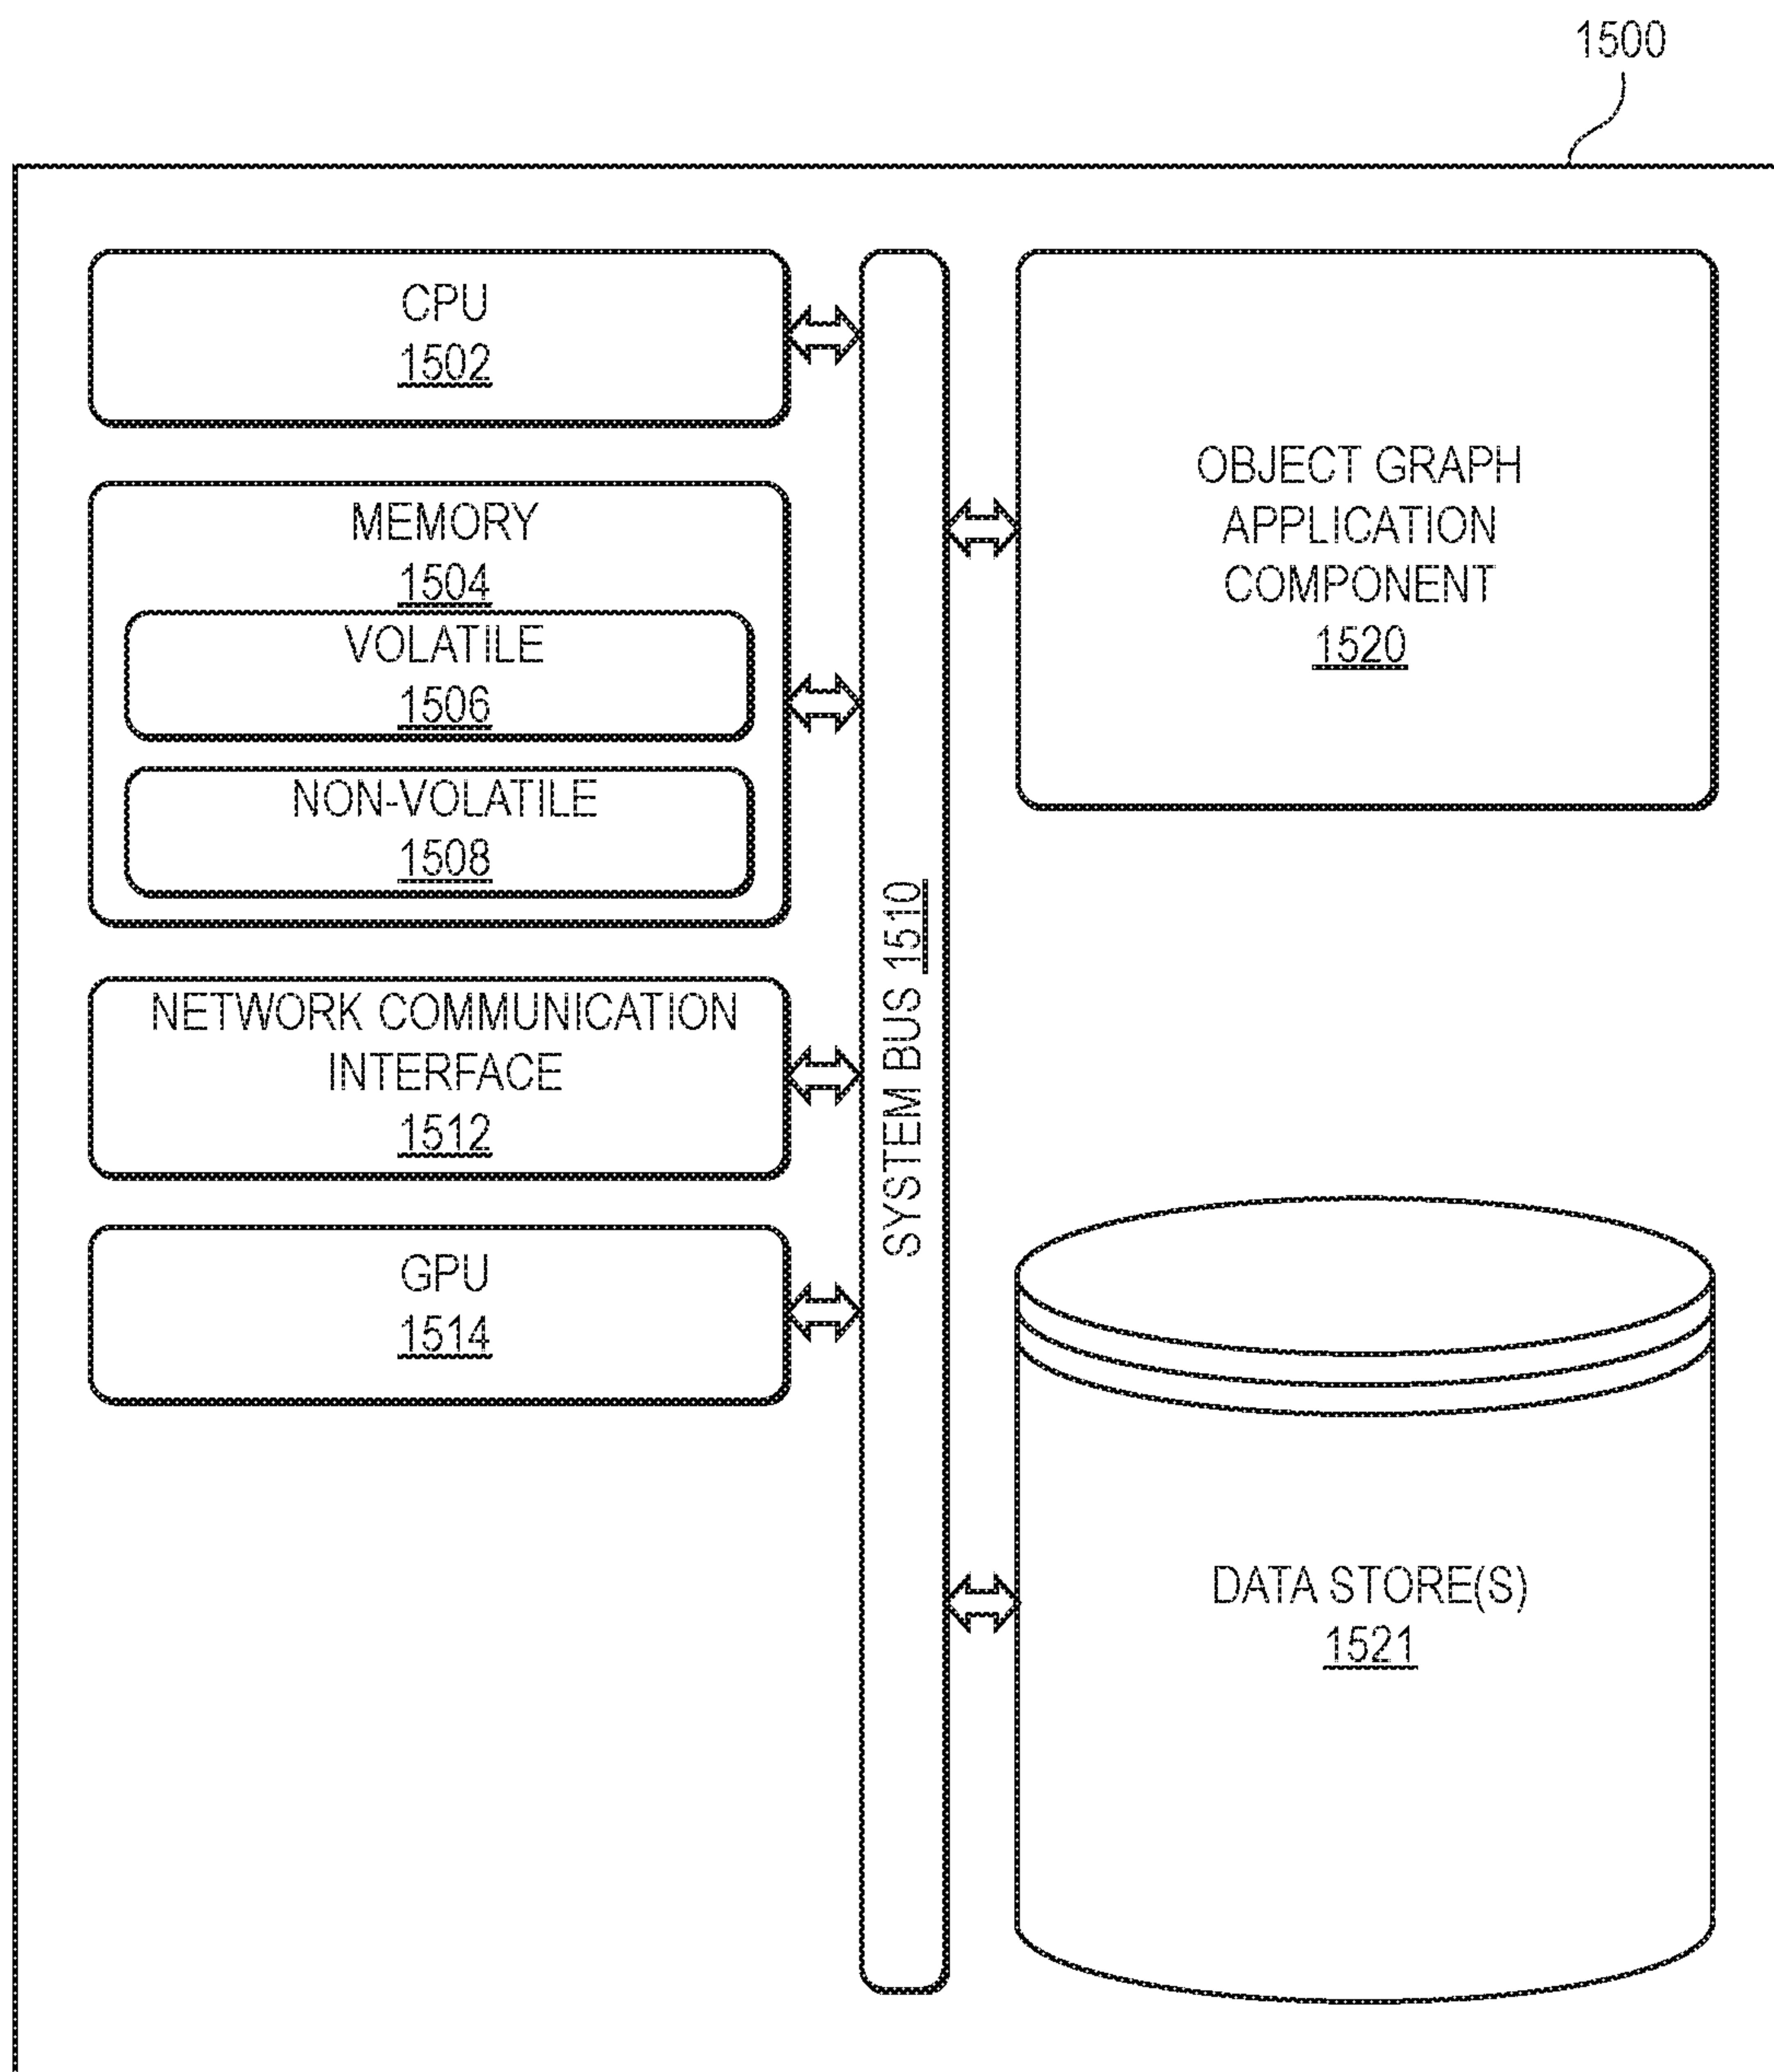 1500
CPU
1502
MEMORY
1504
VOLATILE
1506
NON-VOLATILE
1508
NETWORK COMMUNICATION
INTERFACE
1512
GPU
1514
SYSTEM BUS 1510
OBJECT GRAPH
APPLICATION
COMPONENT
1520
DATA STORE(S)
1521